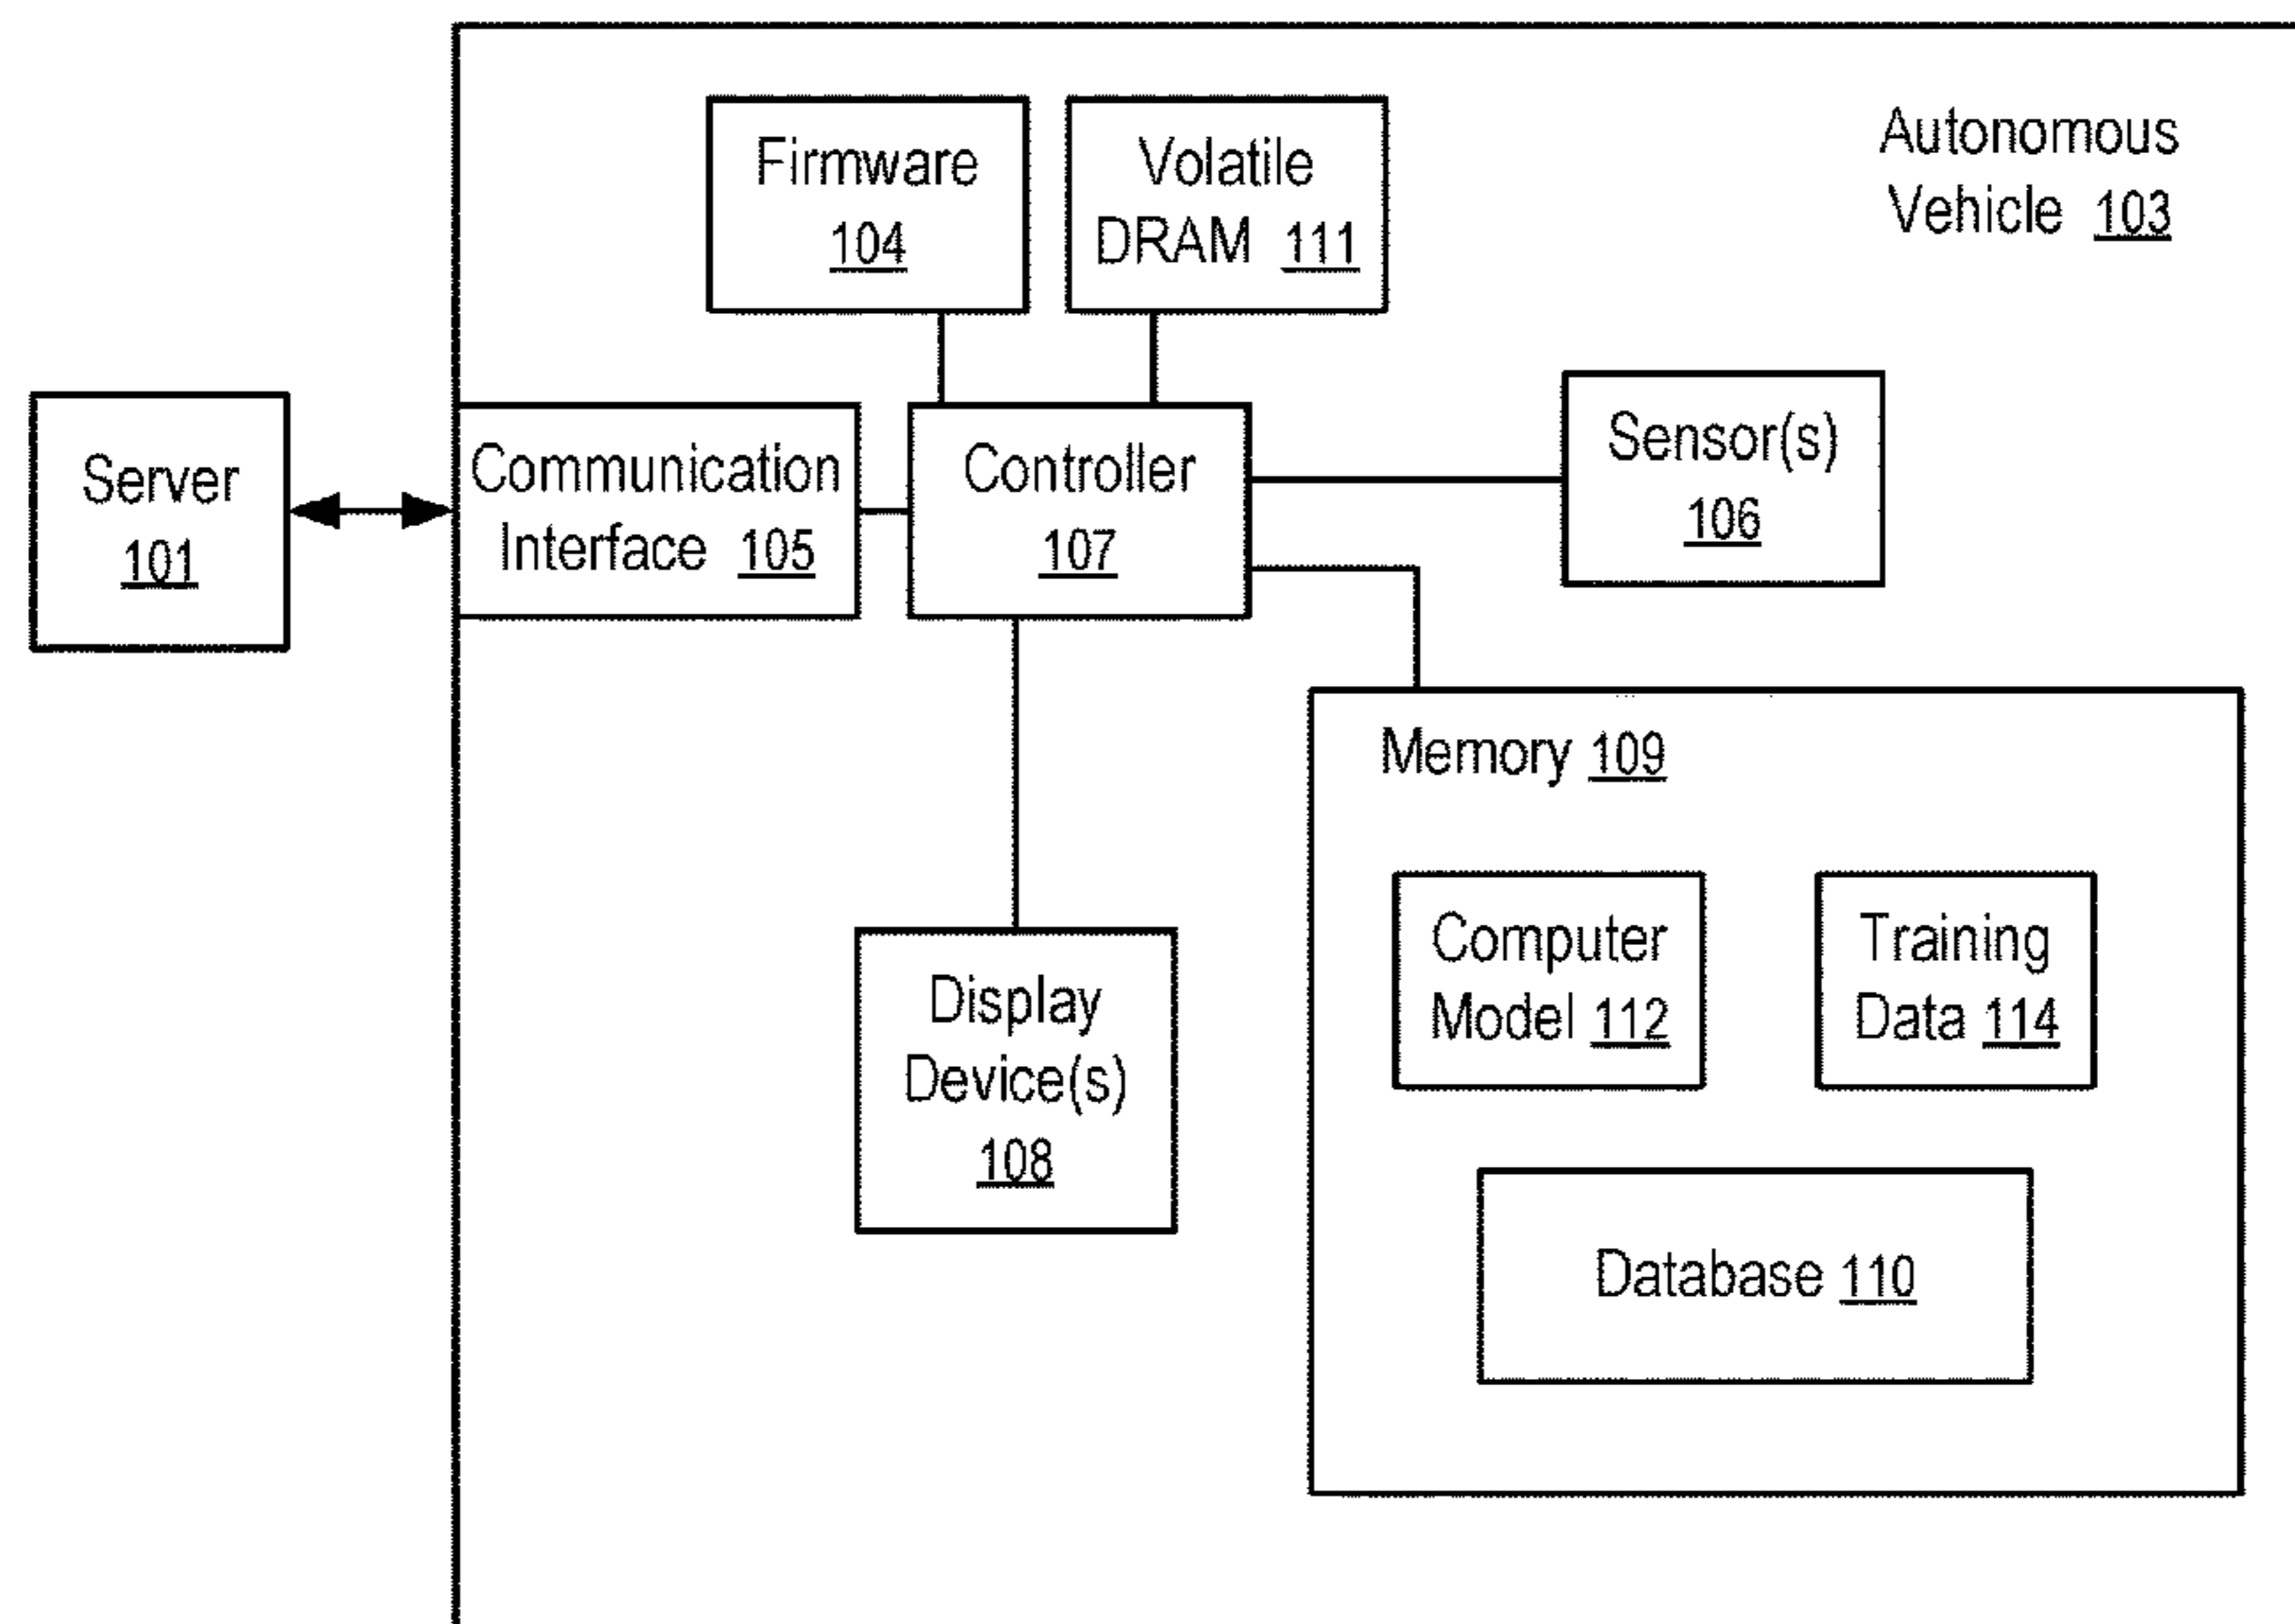 Autonomous
Vehicle 103
Firmware
104
Volatile
DRAM 111
Server
101
Communication
Interface 105
Controller
107
Sensor(s)
106
Memory 109
Computer
Model 112
Training
Data 114
Database 110
Display
Device(s)
108